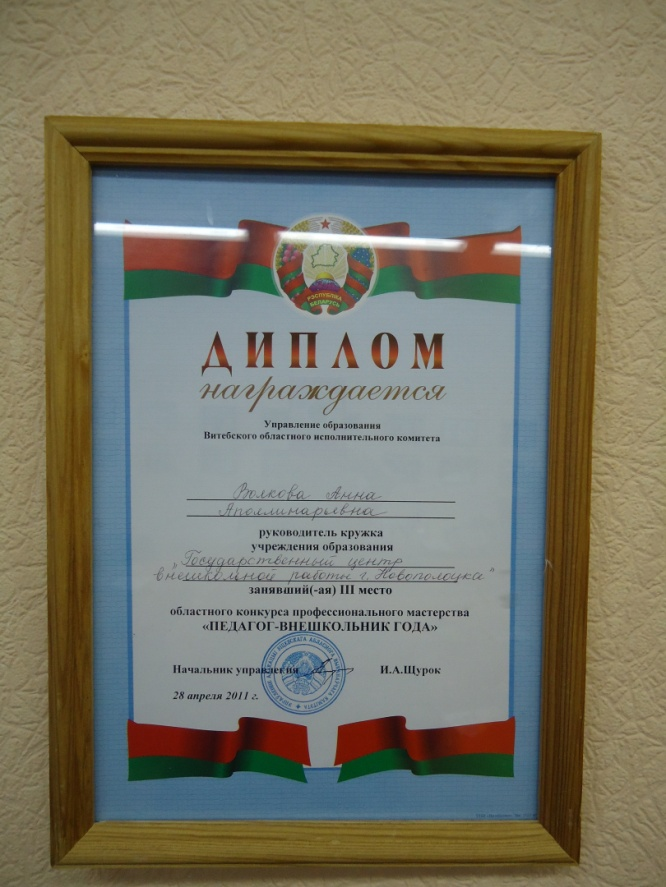 РЭСПУБЛІКА
БЕЛАРУСЬ
ДИПЛОМ
награждается
Управление образования
Витебского областного исполнительного комитета
Волкова Анна
Аполлинарьевна
руководитель кружка
учреждения образования
"Государственный центр
внешкольной работы г. Новополоцка"
занявший(-ая) III место
областного конкурса профессионального мастерства
«ПЕДАГОГ-ВНЕШКОЛЬНИК ГОДА»
Начальник управления И.А.Щурок
28 апреля 2011 г.